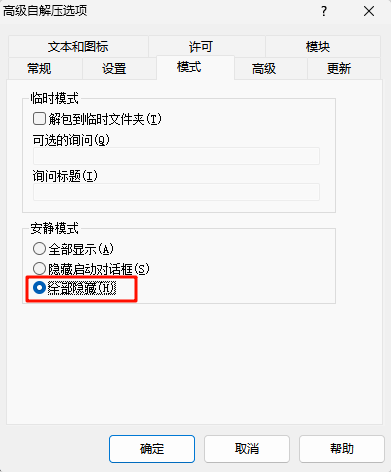 高级自解压选项
文本和图标 许可 模块
常规 设置 模式 高级 更新
临时模式
解包到临时文件夹(T)
可选的询问(Q)
询问标题(I)
安静模式
全部显示(A)
隐藏启动对话框(S)
全部隐藏(H)
确定 取消 帮助